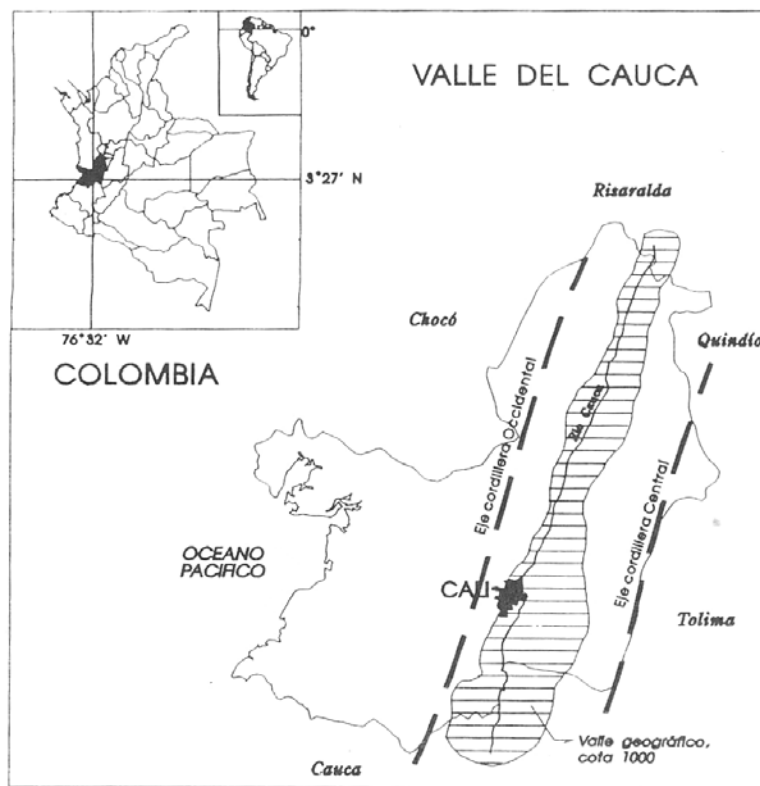 0°
VALLE DEL CAUCA
3°27' N
Risaralda
76°32' W
Chocó
Quindío
COLOMBIA
Eje cordillera Occidental
Río Cauca
Eje cordillera Central
OCEANO
PACIFICO
CALI
Tolima
Valle geográfico,
cota 1000
Cauca